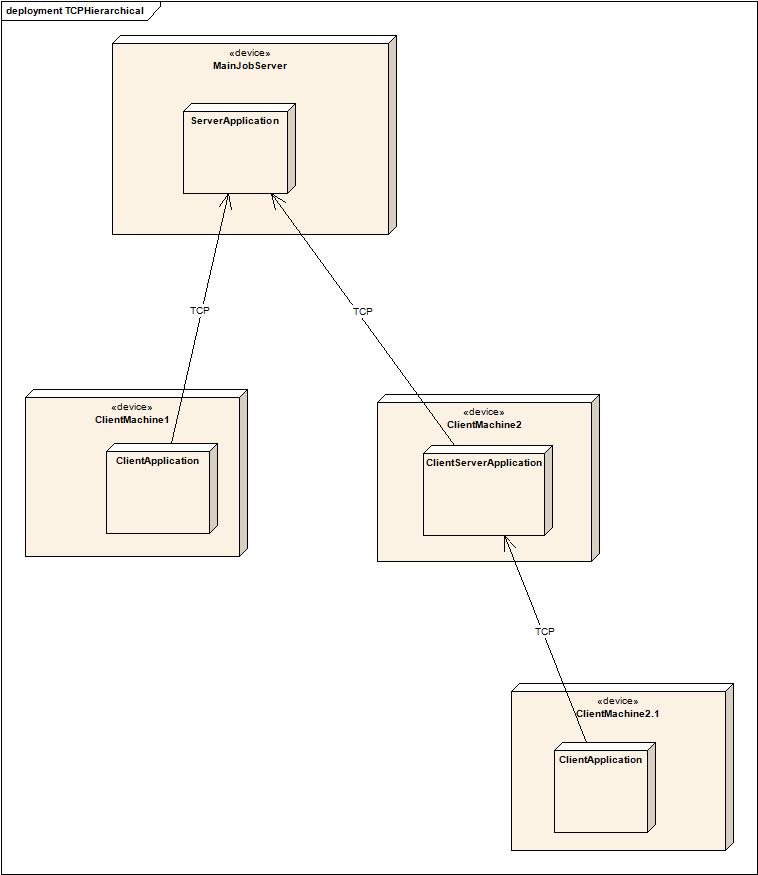 deployment TCPHierarchical
«device»
MainJobServer
ServerApplication
TCP
TCP
«device»
ClientMachine1
ClientApplication
«device»
ClientMachine2
ClientServerApplication
TCP
«device»
ClientMachine2.1
ClientApplication